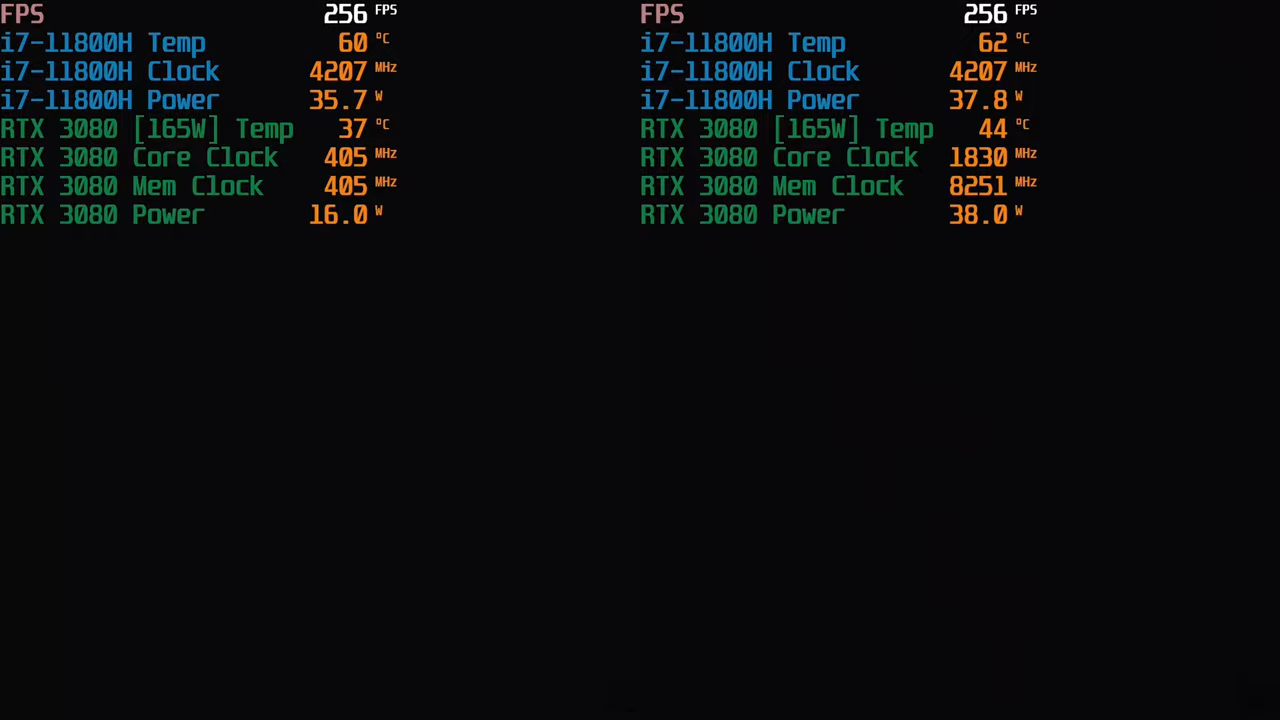 FPS 256 FPS
i7-11800H Temp 60 °C
i7-11800H Clock 4207 MHz
i7-11800H Power 35.7 W
RTX 3080 [165W] Temp 37 °C
RTX 3080 Core Clock 405 MHz
RTX 3080 Mem Clock 405 MHz
RTX 3080 Power 16.0 W
FPS 256 FPS
i7-11800H Temp 62 °C
i7-11800H Clock 4207 MHz
i7-11800H Power 37.8 W
RTX 3080 [165W] Temp 44 °C
RTX 3080 Core Clock 1830 MHz
RTX 3080 Mem Clock 8251 MHz
RTX 3080 Power 38.0 W